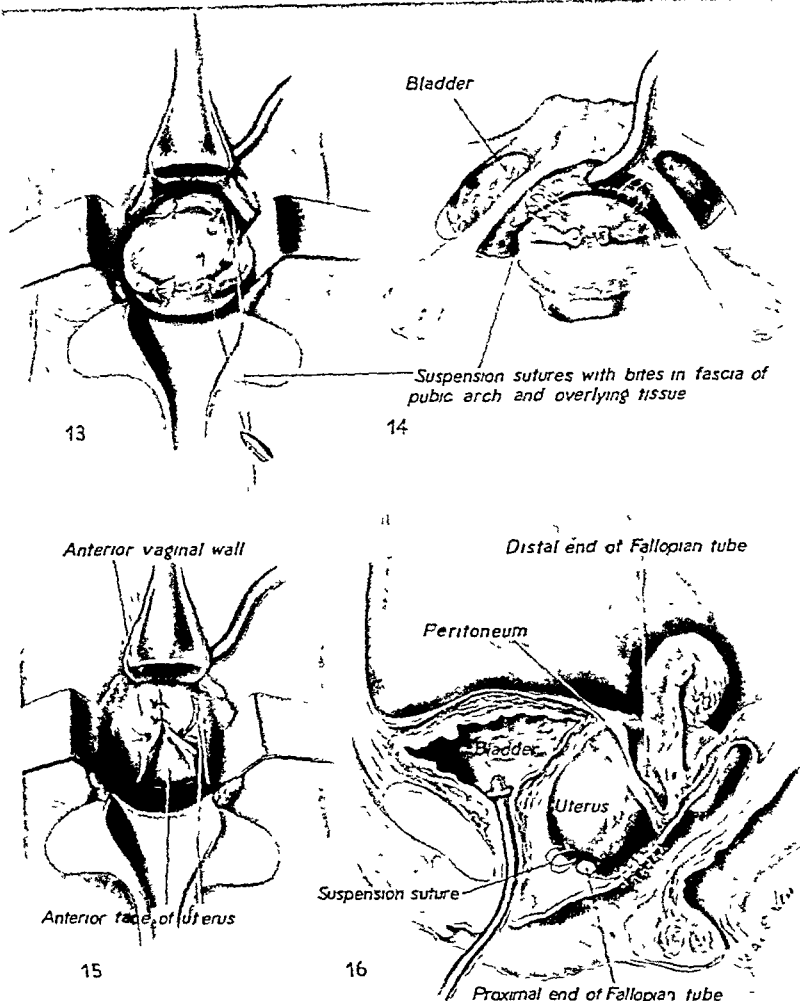 Bladder
Suspension sutures with bites in fascia of
pubic arch and overlying tissue
13
14
Anterior vaginal wall
Distal end of Fallopian tube
Peritoneum
Bladder
Uterus
Suspension suture
Anterior face of uterus
15
16
Proximal end of Fallopian tube